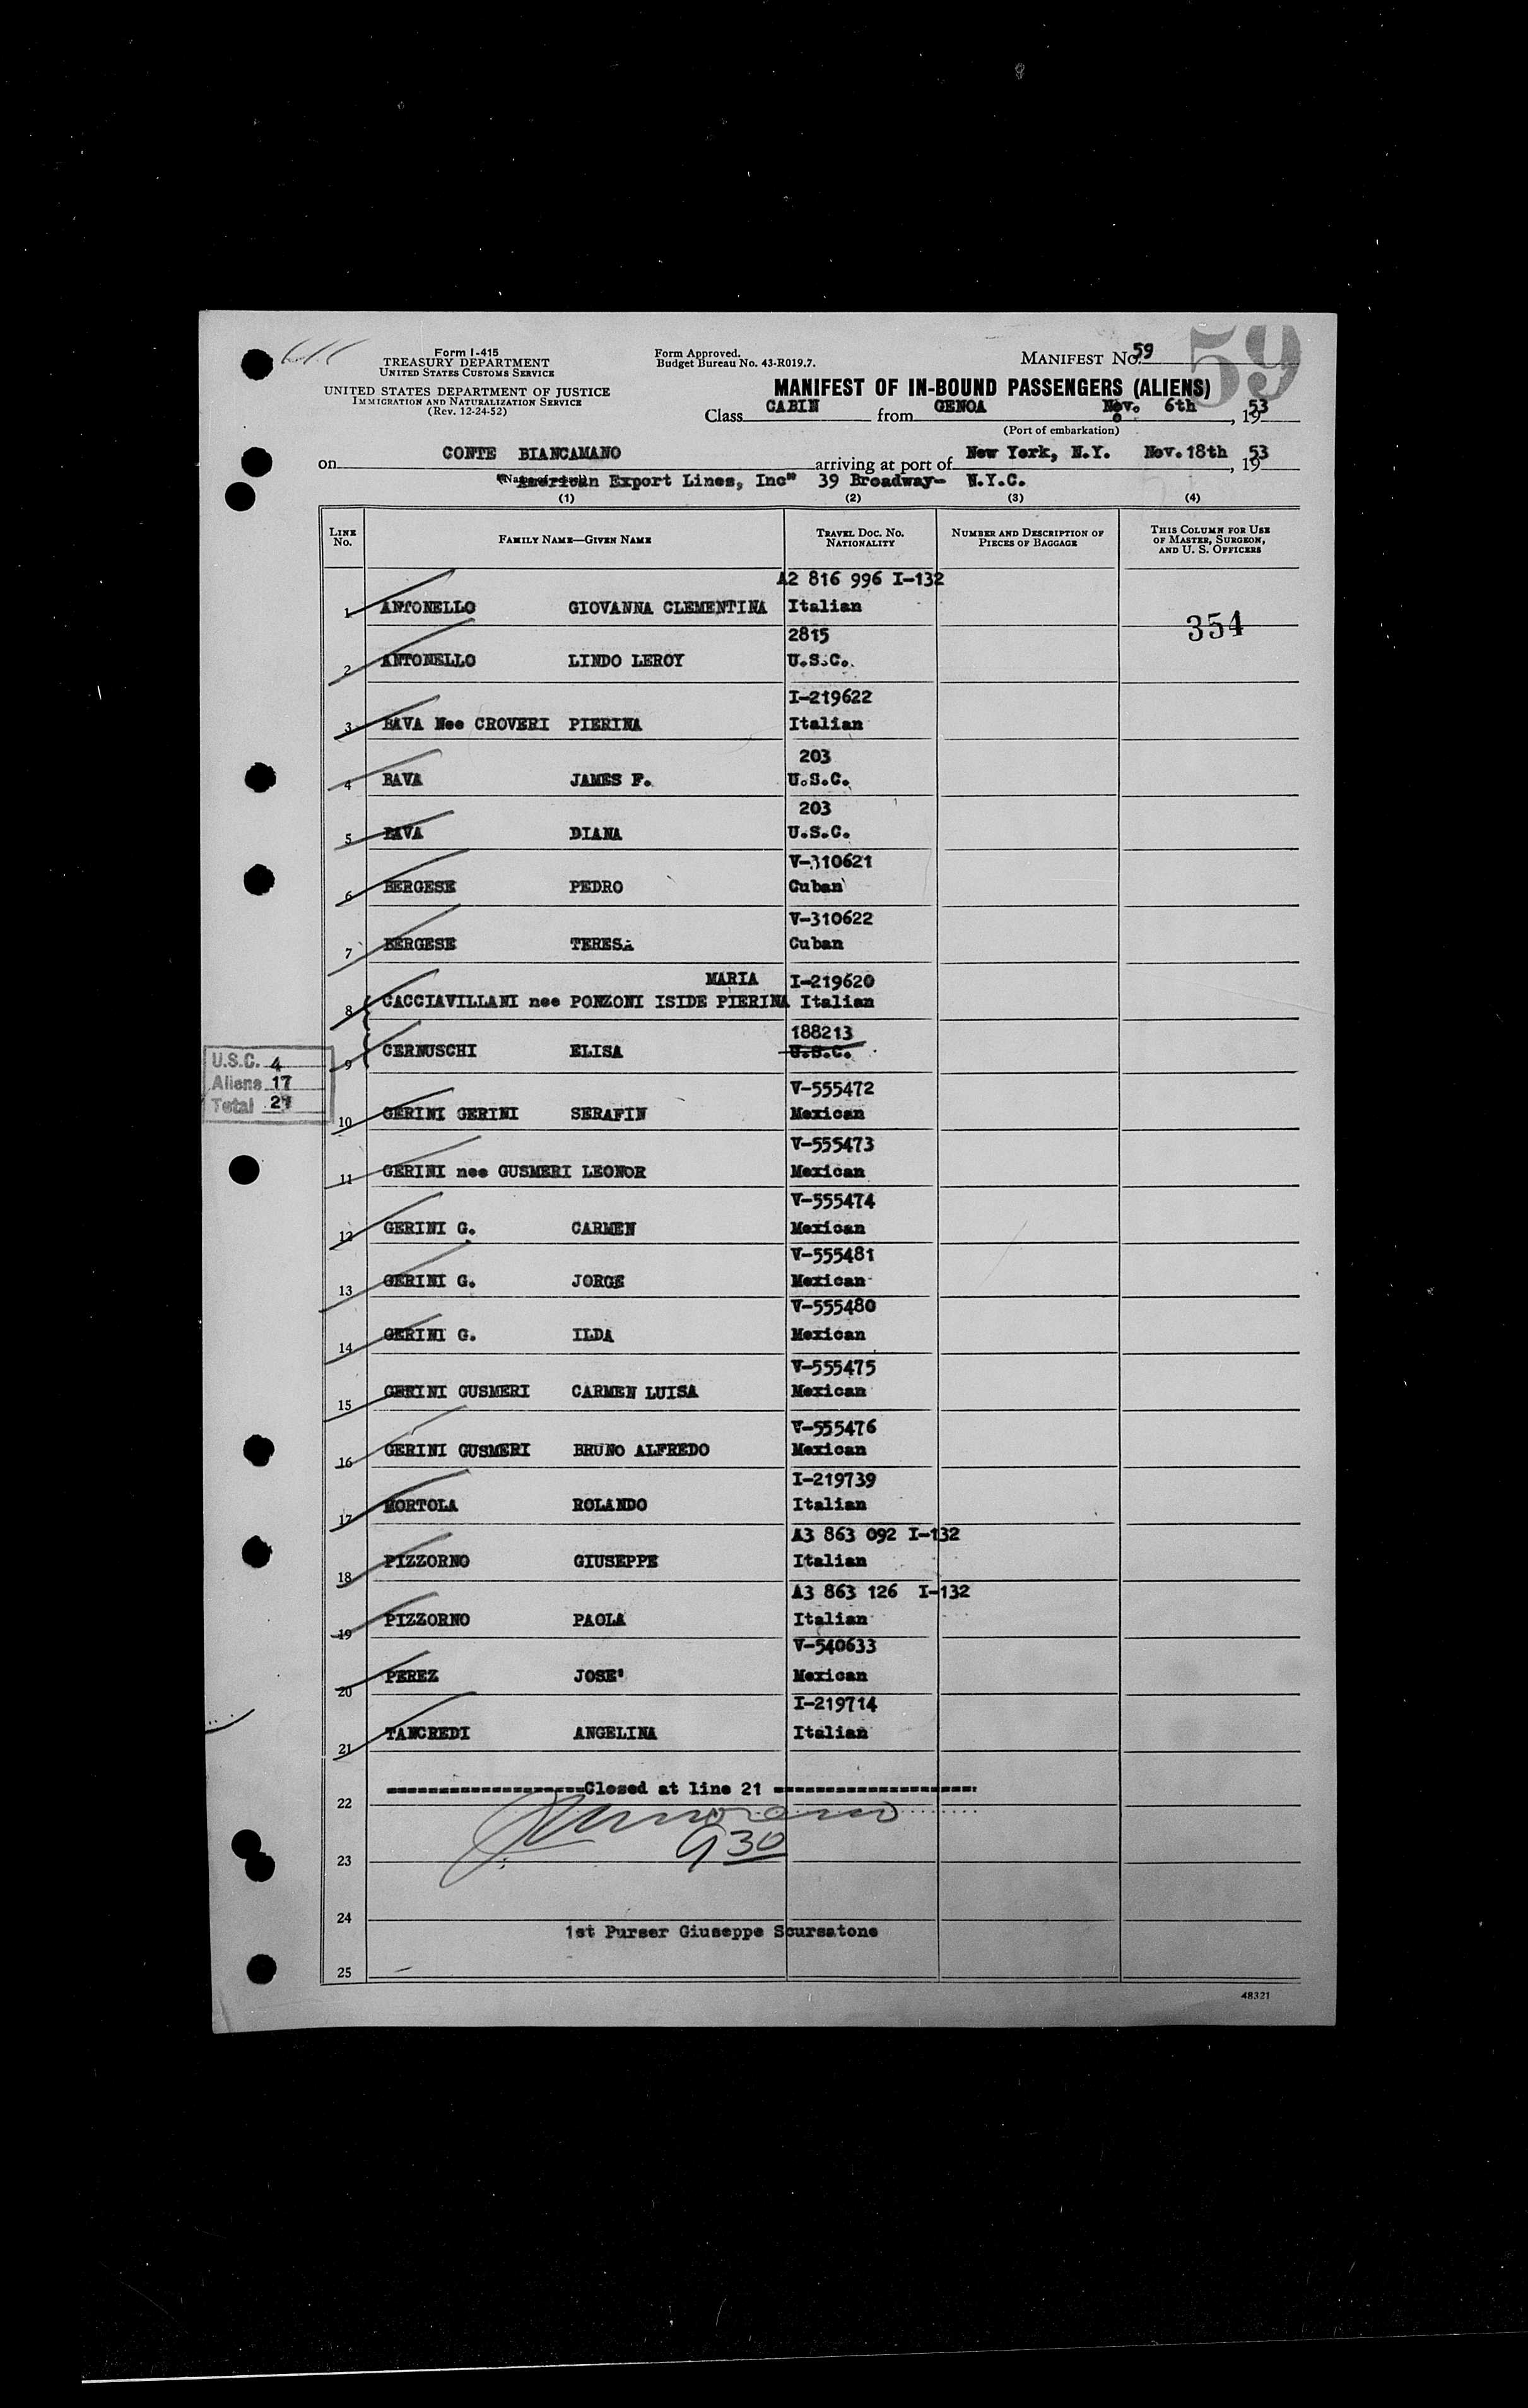 Form I-415
TREASURY DEPARTMENT
UNITED STATES CUSTOMS SERVICE
UNITED STATES DEPARTMENT OF JUSTICE
IMMIGRATION AND NATURALIZATION SERVICE
(Rev. 12-24-52)
Form Approved.
Budget Bureau No. 43-R019.7.
MANIFEST No. 59
59
MANIFEST OF IN-BOUND PASSENGERS (ALIENS)
Class CABIN from GENOA Nov. 6th, 1953
(Port of embarkation)
on CONTE BIANCAMANO arriving at port of New York, N.Y. Nov. 18th, 1953
"American Export Lines, Inc" 39 Broadway- N.Y.C.
(1) (2) (3) (4)
LINE No. FAMILY NAME—GIVEN NAME TRAVEL DOC. No. NATIONALITY NUMBER AND DESCRIPTION OF PIECES OF BAGGAGE THIS COLUMN FOR USE OF MASTER, SURGEON, AND U. S. OFFICERS
A2 816 996 I-132
1 ANTONELLO GIOVANNA CLEMENTINA Italian
354
2815
2 ANTONELLO LINDO LEROY U.S.C.
I-219622
3 BAVA Nee CROVERI PIERINA Italian
203
4 BAVA JAMES F. U.S.C.
203
5 BAVA DIANA U.S.C.
V-310621
6 BERGESE PEDRO Cuban
V-310622
7 BERGESE TERESA Cuban
MARIA I-219620
8 CACCIAVILLANI nee PONZONI ISIDE PIERINA Italian
188213
9 CERNUSCHI ELISA U.S.C.
U.S.C. 4
Aliens 17
Total 21
V-555472
10 GERINI GERINI SERAFIN Mexican
V-555473
11 GERINI nee GUSMERI LEONOR Mexican
V-555474
12 GERINI G. CARMEN Mexican
V-555481
13 GERINI G. JORGE Mexican
V-555480
14 GERINI G. ILDA Mexican
V-555475
15 GERINI GUSMERI CARMEN LUISA Mexican
V-555476
16 GERINI GUSMERI BRUNO ALFREDO Mexican
I-219739
17 MORTOLA ROLANDO Italian
A3 863 092 I-132
18 PIZZORNO GIUSEPPE Italian
A3 863 126 I-132
19 PIZZORNO PAOLA Italian
V-540633
20 PEREZ JOSE' Mexican
I-219714
21 TANCREDI ANGELINA Italian
Closed at line 21
22
930
23
24
1st Purser Giuseppe Scursatone
25
48321